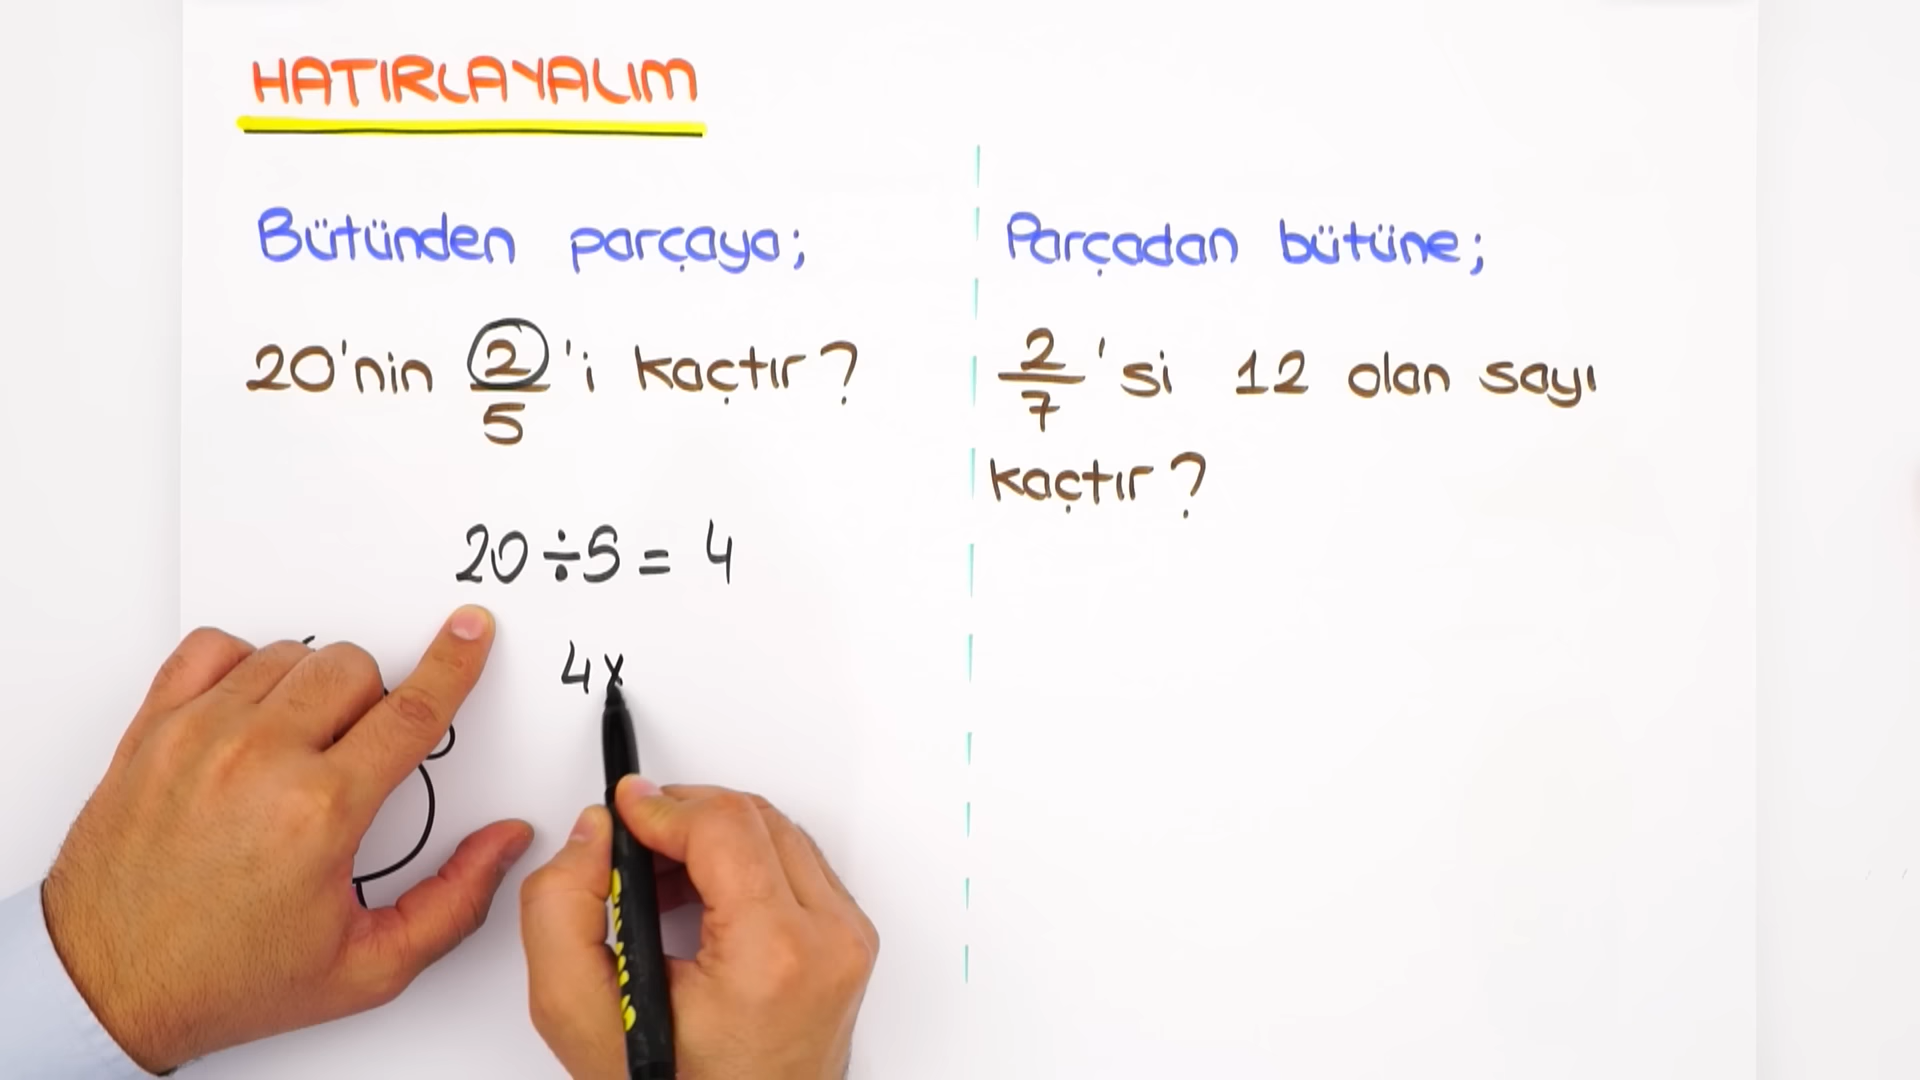 HATIRLAYALIM
Bütünden parçaya;
20'nin 2/5 'i kaçtır?
20÷5 = 4
4x
Parçadan bütüne;
2/7 'si 12 olan sayı
kaçtır?